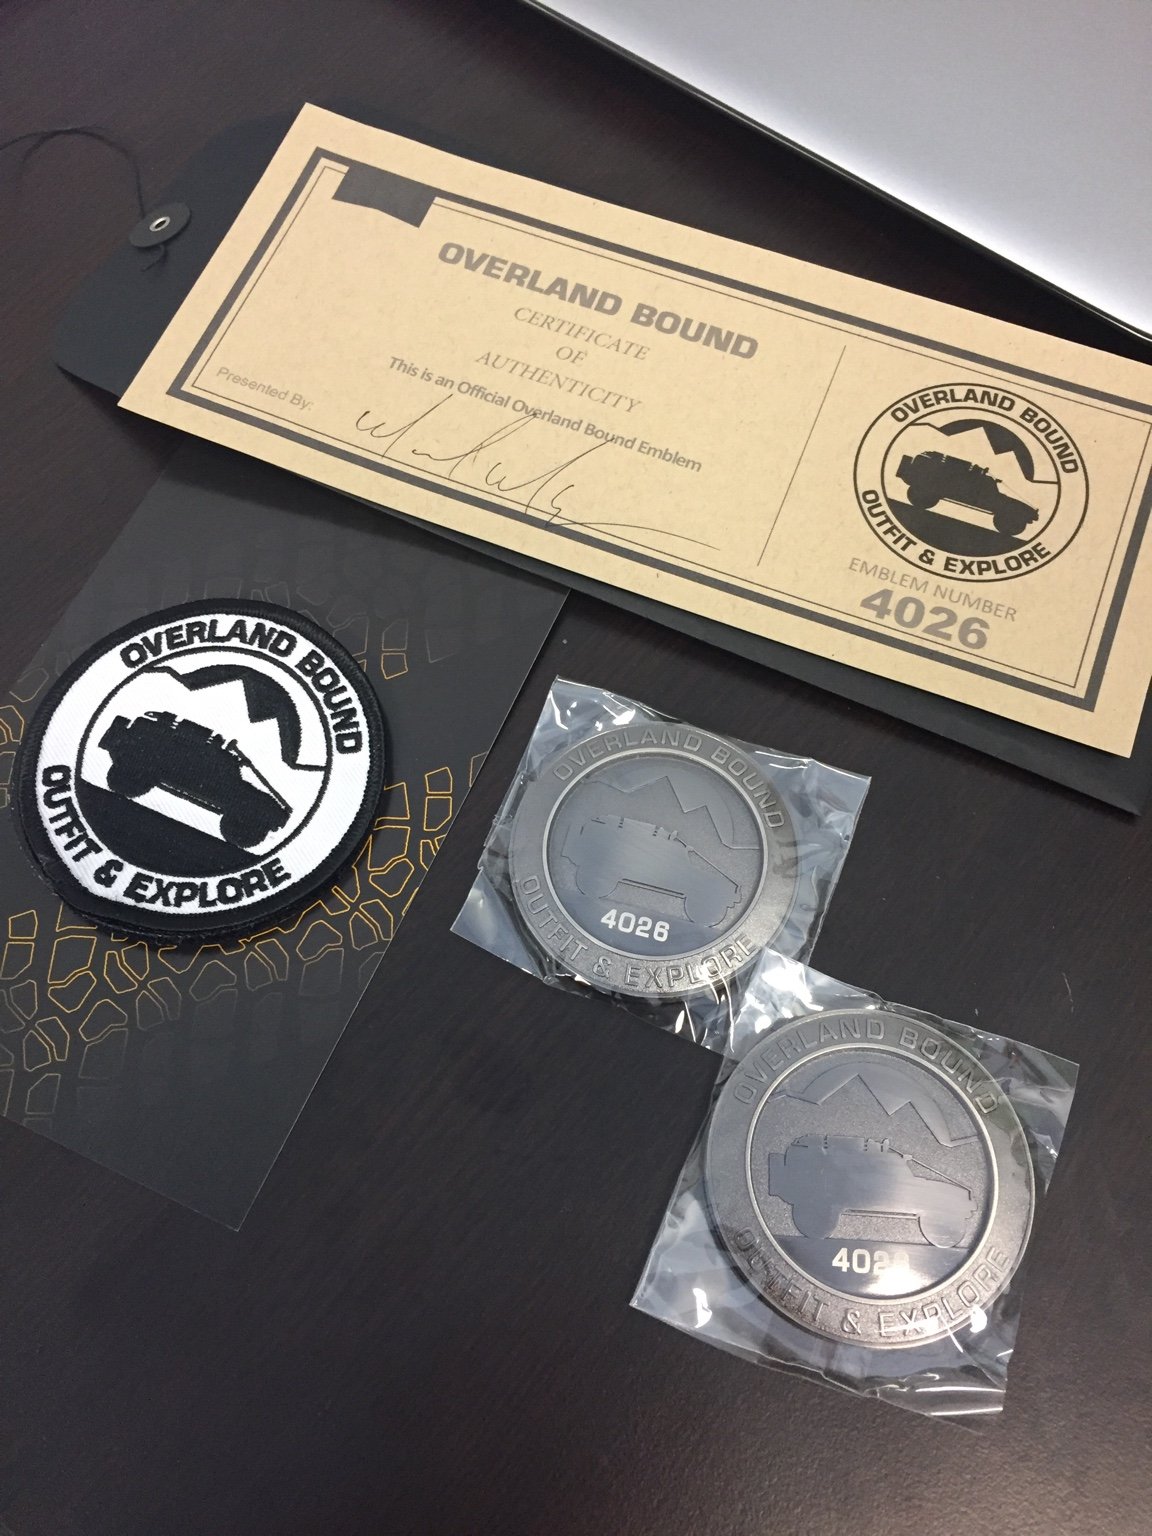 OVERLAND BOUND
CERTIFICATE
OF
AUTHENTICITY
This is an Official Overland Bound Emblem
Presented By:
OVERLAND BOUND
OUTFIT & EXPLORE
EMBLEM NUMBER
4026
OVERLAND BOUND
OUTFIT & EXPLORE
OVERLAND BOUND
4026
OUTFIT & EXPLORE
OVERLAND BOUND
4026
OUTFIT & EXPLORE